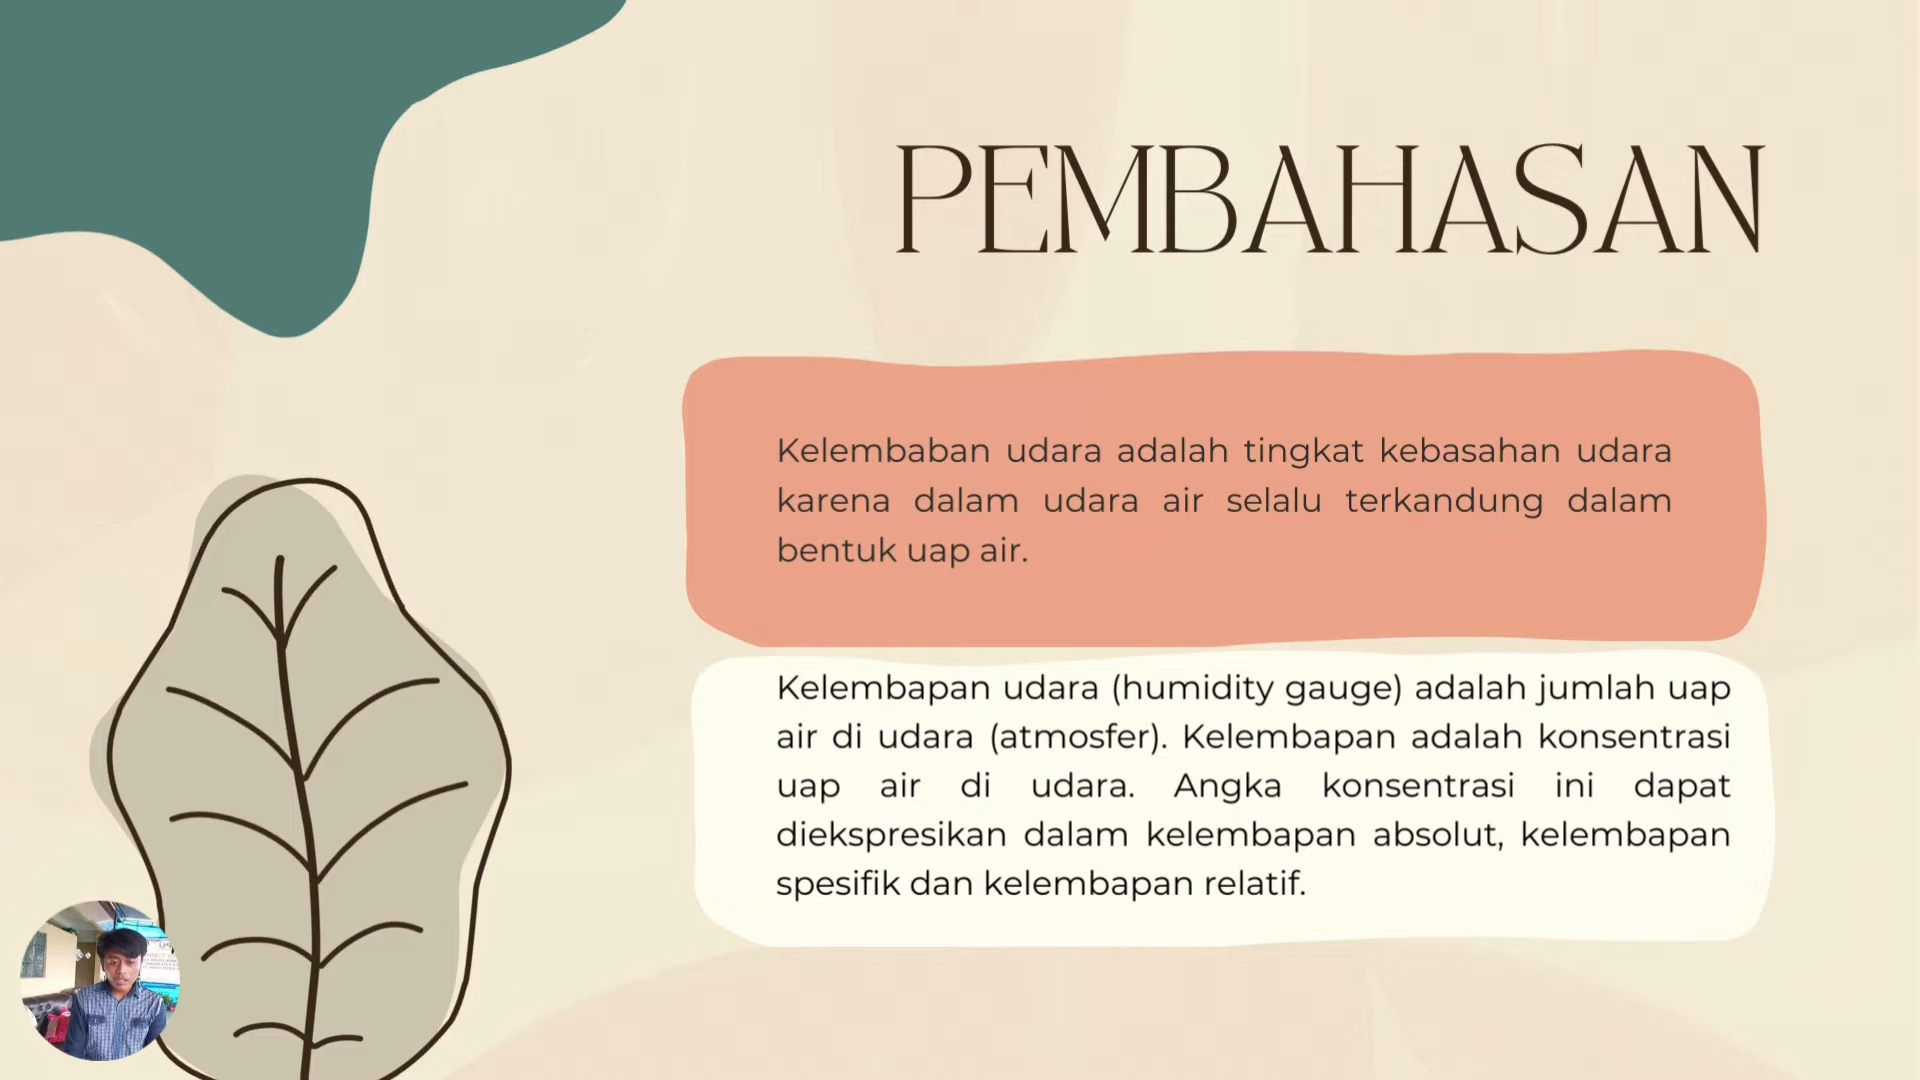 PEMBAHASAN
Kelembaban udara adalah tingkat kebasahan udara
karena dalam udara air selalu terkandung dalam
bentuk uap air.
Kelembapan udara (humidity gauge) adalah jumlah uap
air di udara (atmosfer). Kelembapan adalah konsentrasi
uap air di udara. Angka konsentrasi ini dapat
diekspresikan dalam kelembapan absolut, kelembapan
spesifik dan kelembapan relatif.